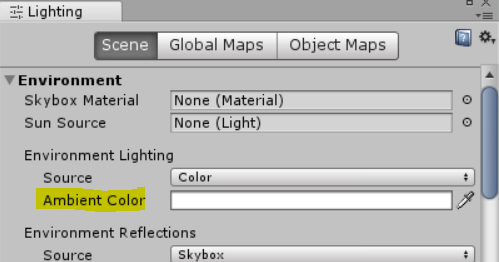 Lighting
Scene Global Maps Object Maps
Environment
Skybox Material None (Material)
Sun Source None (Light)
Environment Lighting
Source Color
Ambient Color
Environment Reflections
Source Skybox